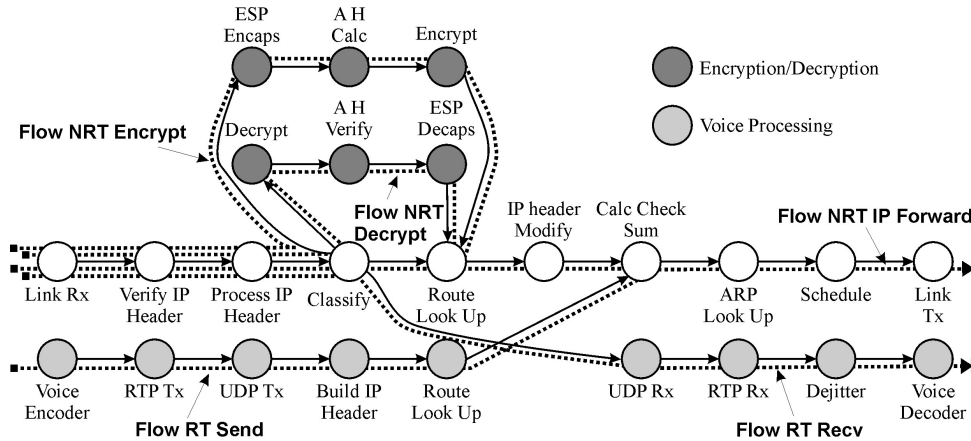 ESP
Encaps
A H
Calc
Encrypt
Encryption/Decryption
Flow NRT Encrypt
Decrypt
A H
Verify
ESP
Decaps
Voice Processing
Flow NRT
Decrypt
IP header
Modify
Calc Check
Sum
Flow NRT IP Forward
Link Rx
Verify IP
Header
Process IP
Header
Classify
Route
Look Up
ARP
Look Up
Schedule
Link
Tx
Voice
Encoder
RTP Tx
UDP Tx
Build IP
Header
Route
Look Up
UDP Rx
RTP Rx
Dejitter
Voice
Decoder
Flow RT Send
Flow RT Recv